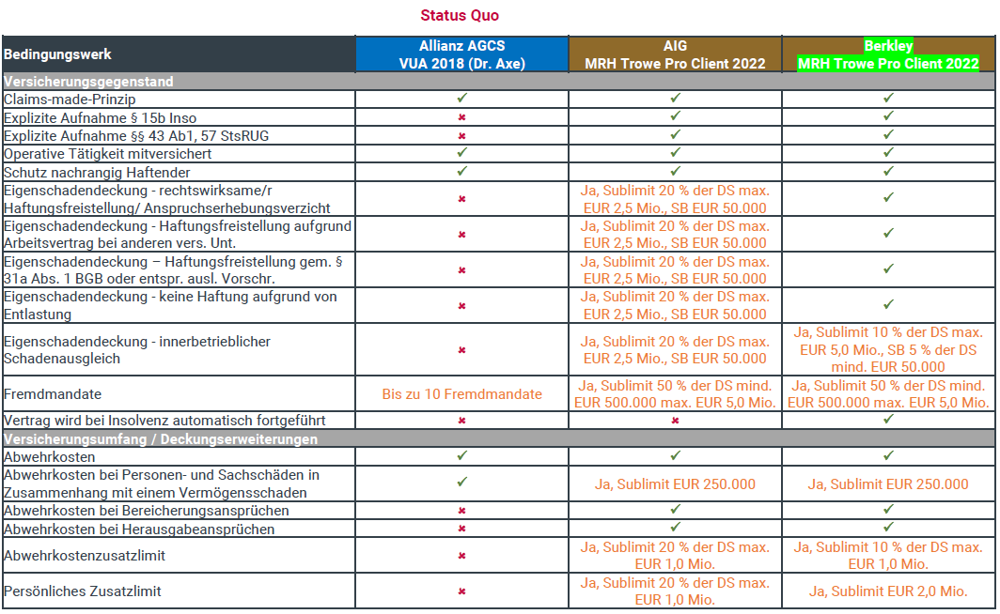 Status Quo
Bedingungswerk
Allianz AGCS
VUA 2018 (Dr. Axe)
AIG
MRH Trowe Pro Client 2022
Berkley
MRH Trowe Pro Client 2022
Versicherungsgegenstand
Claims-made-Prinzip ✓ ✓ ✓
Explizite Aufnahme § 15b Inso ✗ ✓ ✓
Explizite Aufnahme §§ 43 Ab1, 57 StsRUG ✗ ✓ ✓
Operative Tätigkeit mitversichert ✓ ✓ ✓
Schutz nachrangig Haftender ✓ ✓ ✓
Eigenschadendeckung - rechtswirksame/r
Haftungsfreistellung/ Anspruchserhebungsverzicht
✗
Ja, Sublimit 20 % der DS max.
EUR 2,5 Mio., SB EUR 50.000
✓
Eigenschadendeckung - Haftungsfreistellung aufgrund
Arbeitsvertrag bei anderen vers. Unt.
✗
Ja, Sublimit 20 % der DS max.
EUR 2,5 Mio., SB EUR 50.000
✓
Eigenschadendeckung – Haftungsfreistellung gem. §
31a Abs. 1 BGB oder entspr. ausl. Vorschr.
✗
Ja, Sublimit 20 % der DS max.
EUR 2,5 Mio., SB EUR 50.000
✓
Eigenschadendeckung - keine Haftung aufgrund von
Entlastung
✗
Ja, Sublimit 20 % der DS max.
EUR 2,5 Mio., SB EUR 50.000
✓
Eigenschadendeckung - innerbetrieblicher
Schadenausgleich
✗
Ja, Sublimit 20 % der DS max.
EUR 2,5 Mio., SB EUR 50.000
Ja, Sublimit 10 % der DS max.
EUR 5,0 Mio., SB 5 % der DS
mind. EUR 50.000
Fremdmandate
Bis zu 10 Fremdmandate
Ja, Sublimit 50 % der DS mind.
EUR 500.000 max. EUR 5,0 Mio.
Ja, Sublimit 50 % der DS mind.
EUR 500.000 max. EUR 5,0 Mio.
Vertrag wird bei Insolvenz automatisch fortgeführt ✗ ✗ ✓
Versicherungsumfang / Deckungserweiterungen
Abwehrkosten ✓ ✓ ✓
Abwehrkosten bei Personen- und Sachschäden in
Zusammenhang mit einem Vermögensschaden
✓
Ja, Sublimit EUR 250.000
Ja, Sublimit EUR 250.000
Abwehrkosten bei Bereicherungsansprüchen ✗ ✓ ✓
Abwehrkosten bei Herausgabeansprüchen ✗ ✓ ✓
Abwehrkostenzusatzlimit
✗
Ja, Sublimit 20 % der DS max.
EUR 1,0 Mio.
Ja, Sublimit 10 % der DS max.
EUR 1,0 Mio.
Persönliches Zusatzlimit
✗
Ja, Sublimit 20 % der DS max.
EUR 1,0 Mio.
Ja, Sublimit EUR 2,0 Mio.